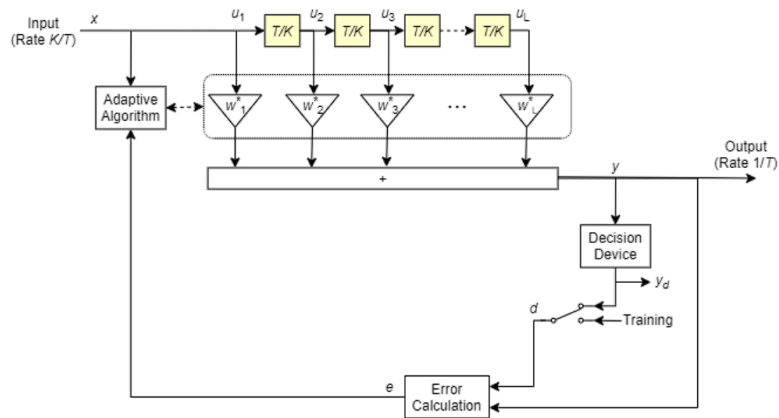 Input
(Rate K/T)
x
u1
u2
u3
uL
T/K
T/K
T/K
T/K
Adaptive
Algorithm
w*1
w*2
w*3
...
w*L
+
y
Output
(Rate 1/T)
Decision
Device
yd
d
Training
e
Error
Calculation